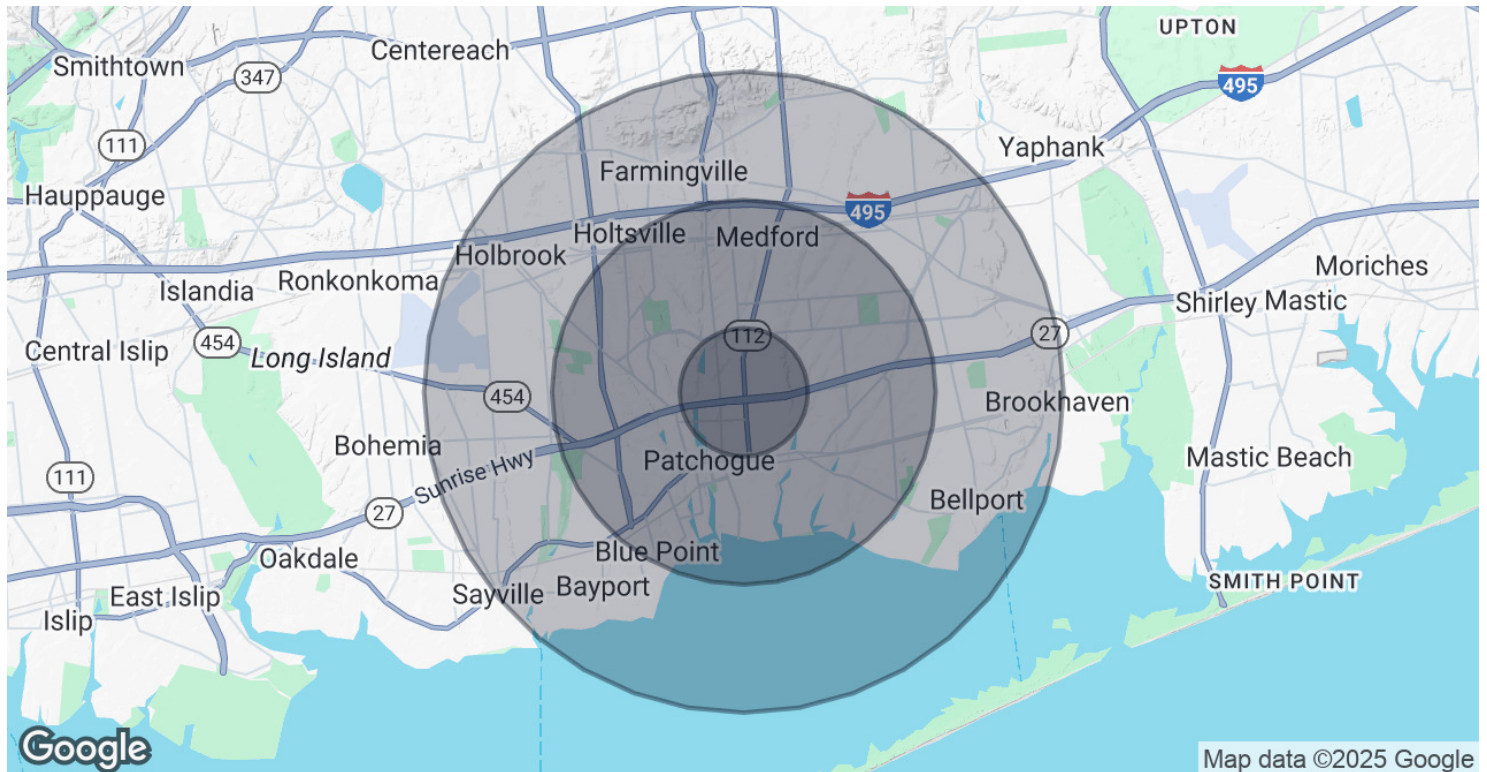 UPTON
Centereach
Smithtown
347
495
111
Yaphank
Farmingville
Hauppauge
495
Holtsville
Medford
Holbrook
Moriches
Ronkonkoma
Islandia
Shirley
Mastic
112
27
454
Central Islip
Long Island
454
Brookhaven
Bohemia
Patchogue
Mastic Beach
111
Sunrise Hwy
Bellport
27
Blue Point
Oakdale
Bayport
SMITH POINT
Sayville
East Islip
Islip
Google
Map data ©2025 Google